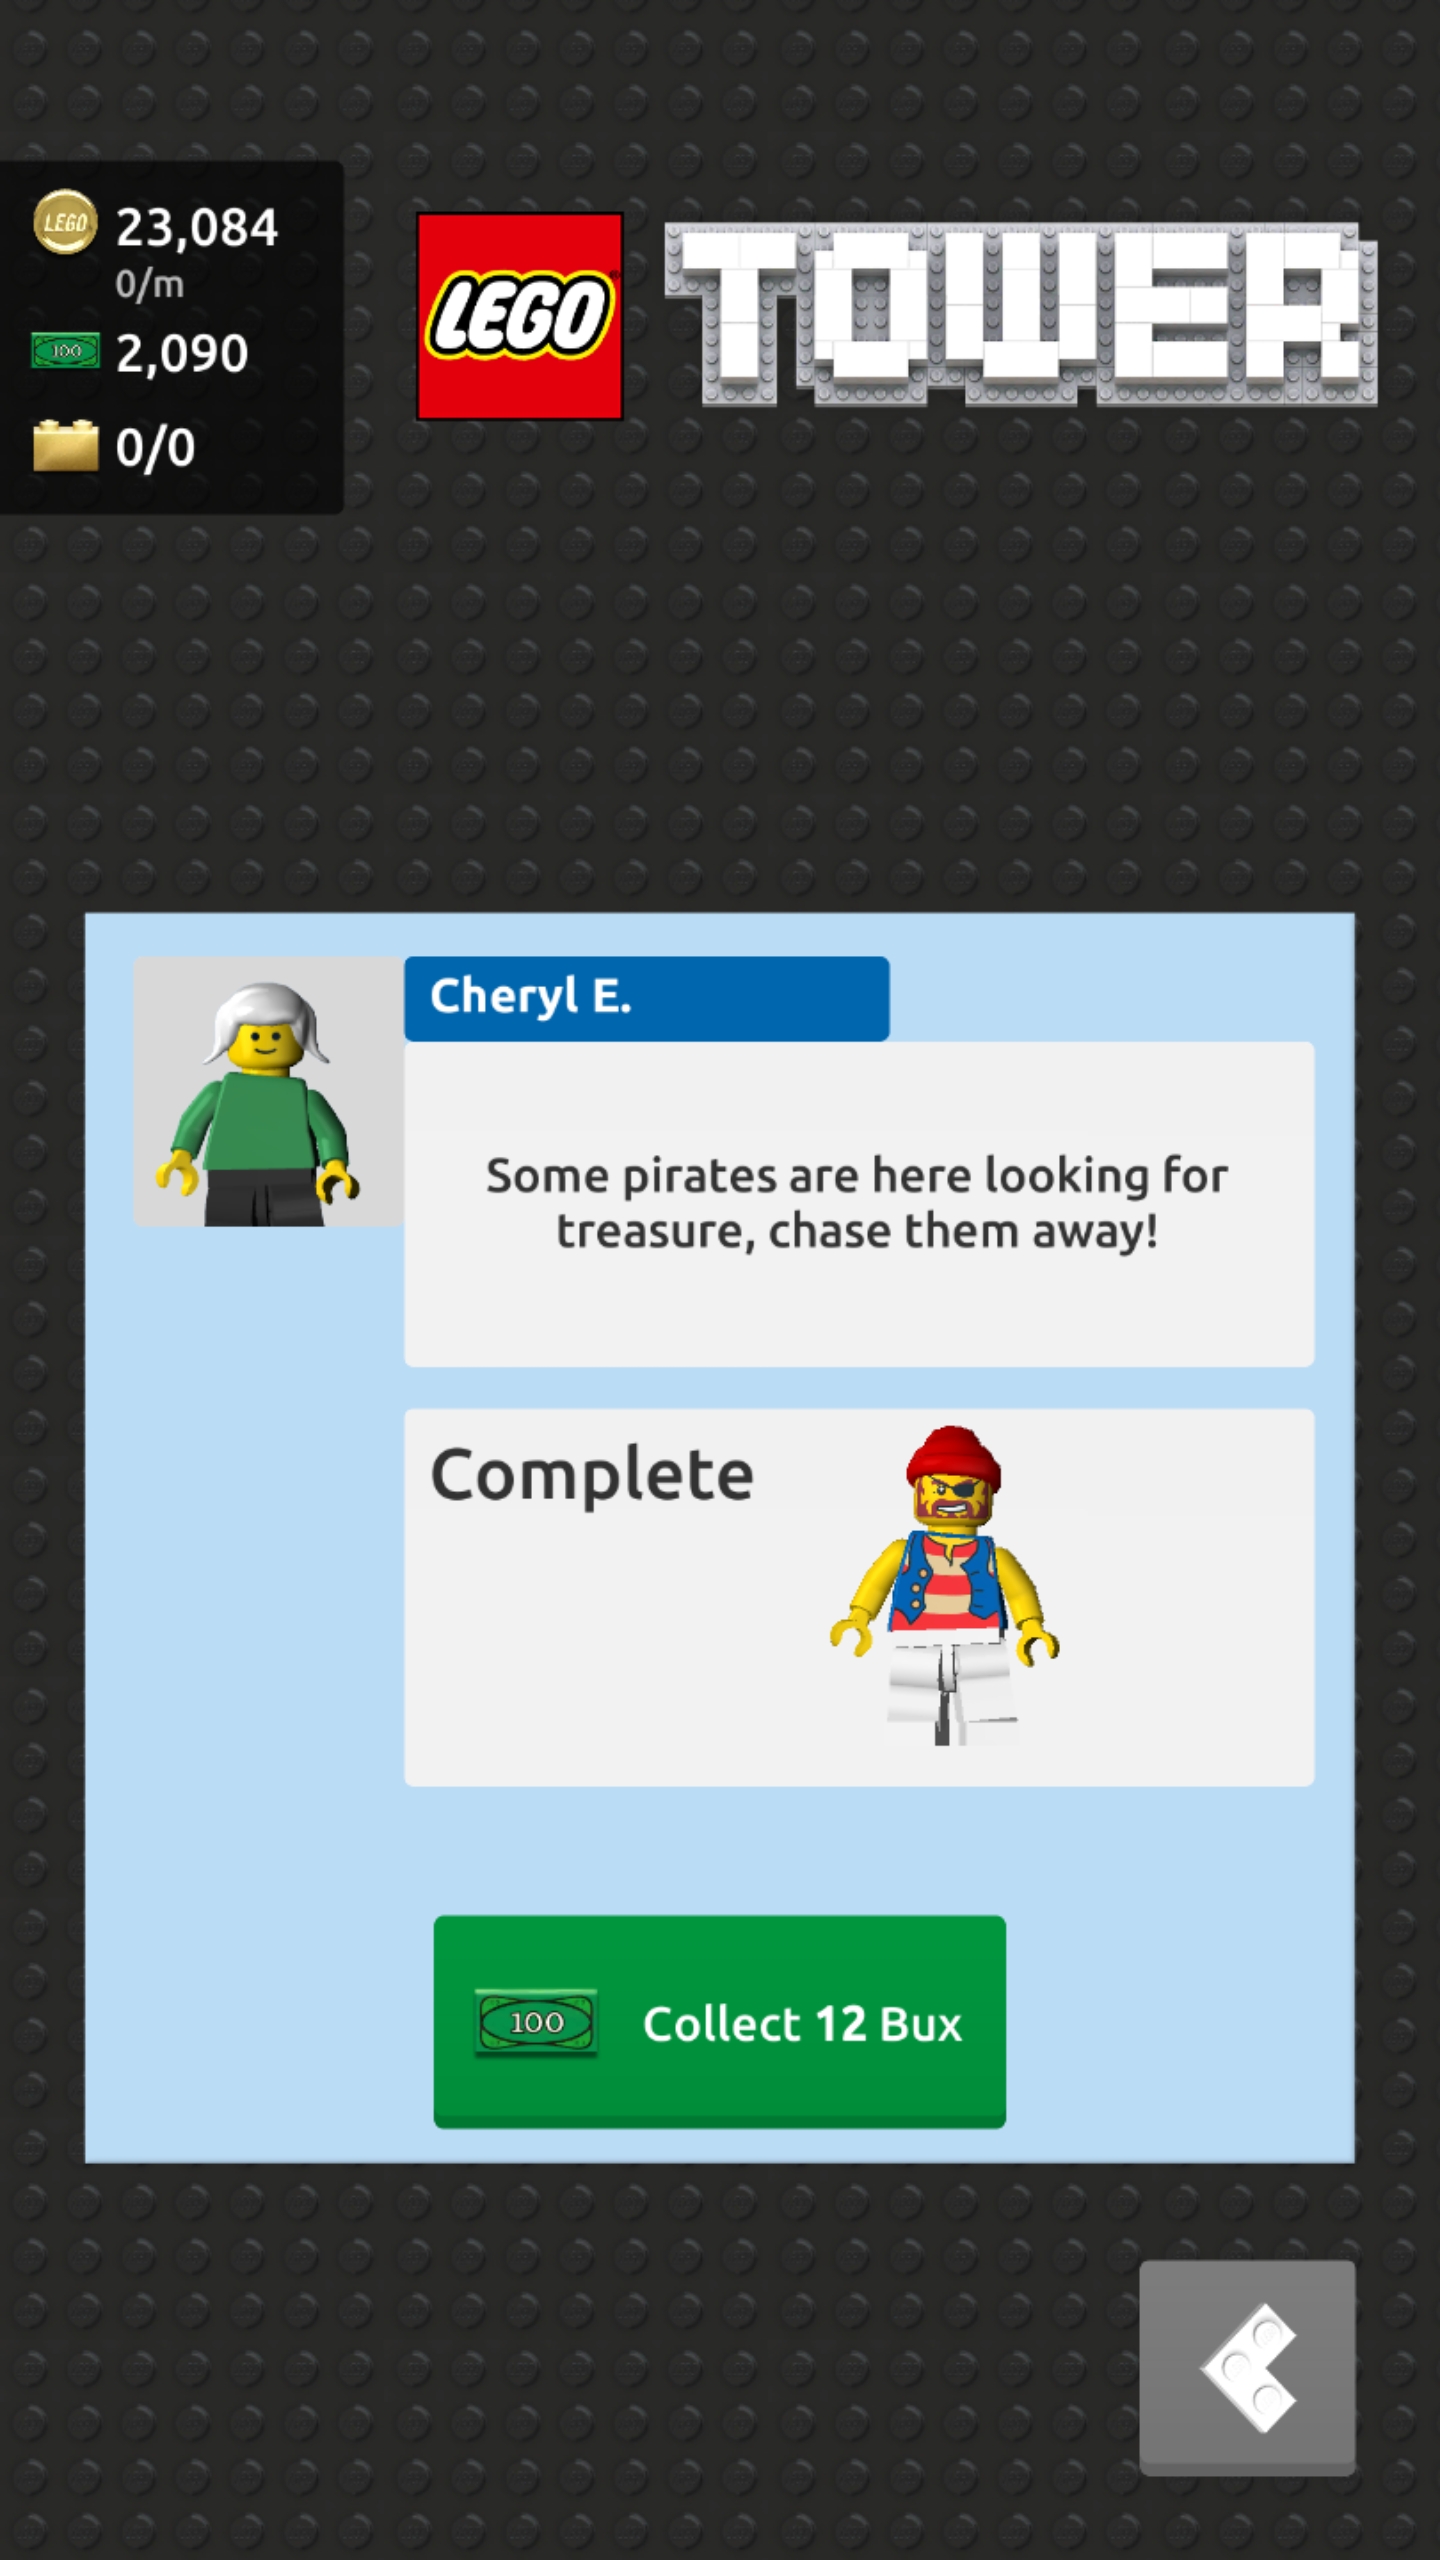 23,084
0/m
100
2,090
0/0
LEGO
LEGO
TOWER
Cheryl E.
Some pirates are here looking for
treasure, chase them away!
Complete
100
Collect 12 Bux